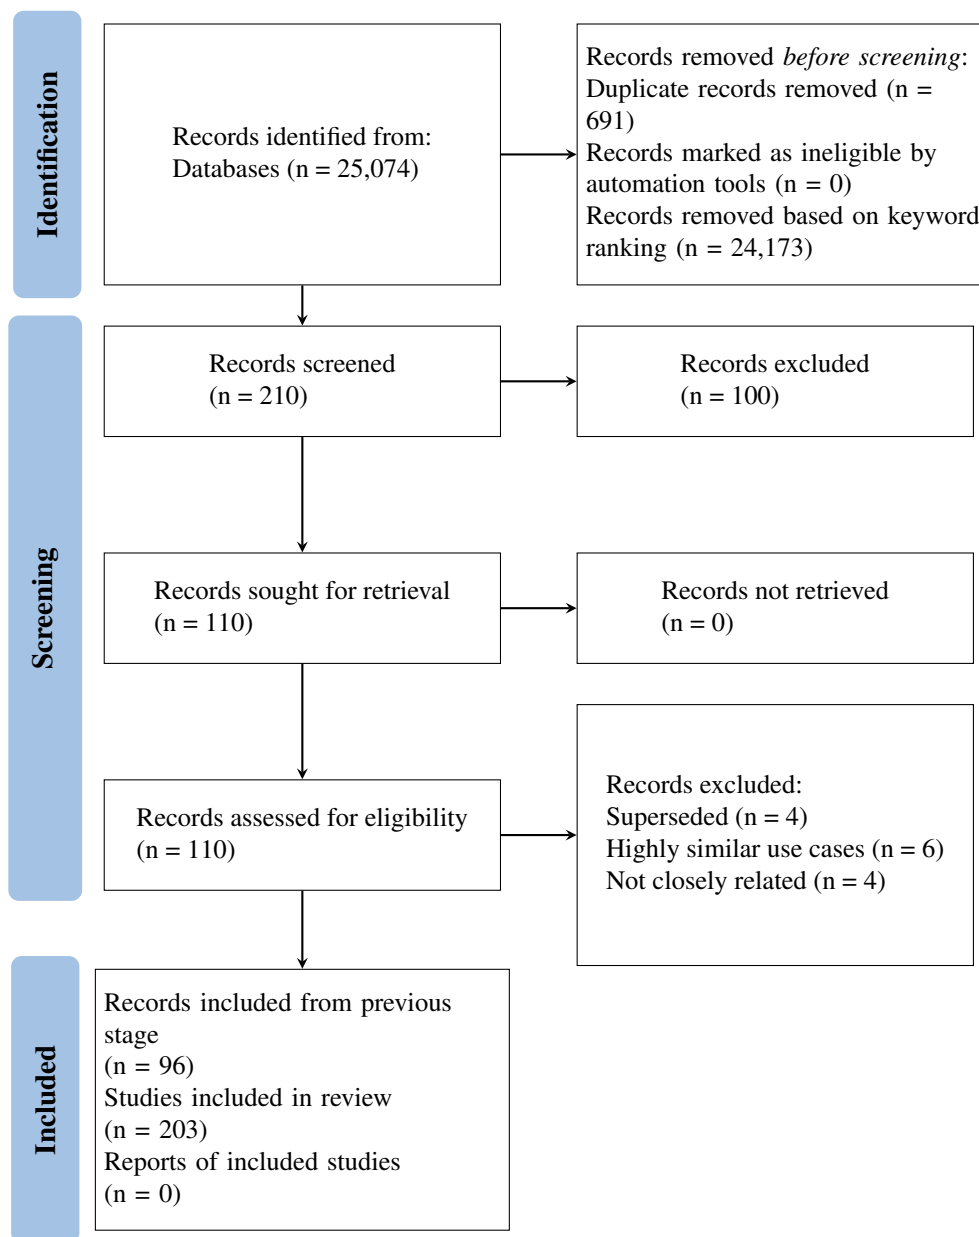 Identification
Records identified from:
Databases (n = 25,074)
Records removed before screening:
Duplicate records removed (n =
691)
Records marked as ineligible by
automation tools (n = 0)
Records removed based on keyword
ranking (n = 24,173)
Screening
Records screened
(n = 210)
Records excluded
(n = 100)
Records sought for retrieval
(n = 110)
Records not retrieved
(n = 0)
Records assessed for eligibility
(n = 110)
Records excluded:
Superseded (n = 4)
Highly similar use cases (n = 6)
Not closely related (n = 4)
Included
Records included from previous
stage
(n = 96)
Studies included in review
(n = 203)
Reports of included studies
(n = 0)